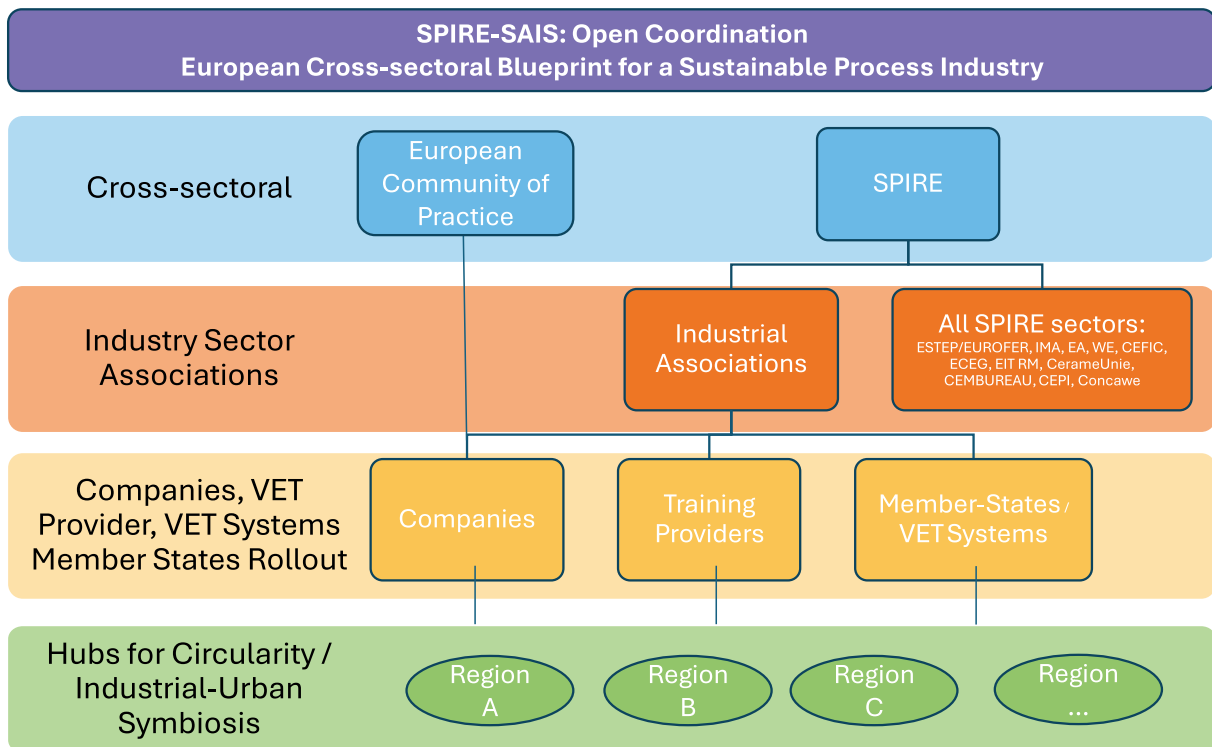 SPIRE-SAIS: Open Coordination
European Cross-sectoral Blueprint for a Sustainable Process Industry
Cross-sectoral
European
Community of
Practice
SPIRE
Industry Sector
Associations
Industrial
Associations
All SPIRE sectors:
ESTEP/EUROFER, IMA, EA, WE, CEFIC,
ECEG, EIT RM, CerameUnie,
CEMBUREAU, CEPI, Concawe
Companies, VET
Provider, VET Systems
Member States Rollout
Companies
Training
Providers
Member-States /
VET Systems
Hubs for Circularity /
Industrial-Urban
Symbiosis
Region
A
Region
B
Region
C
Region
...